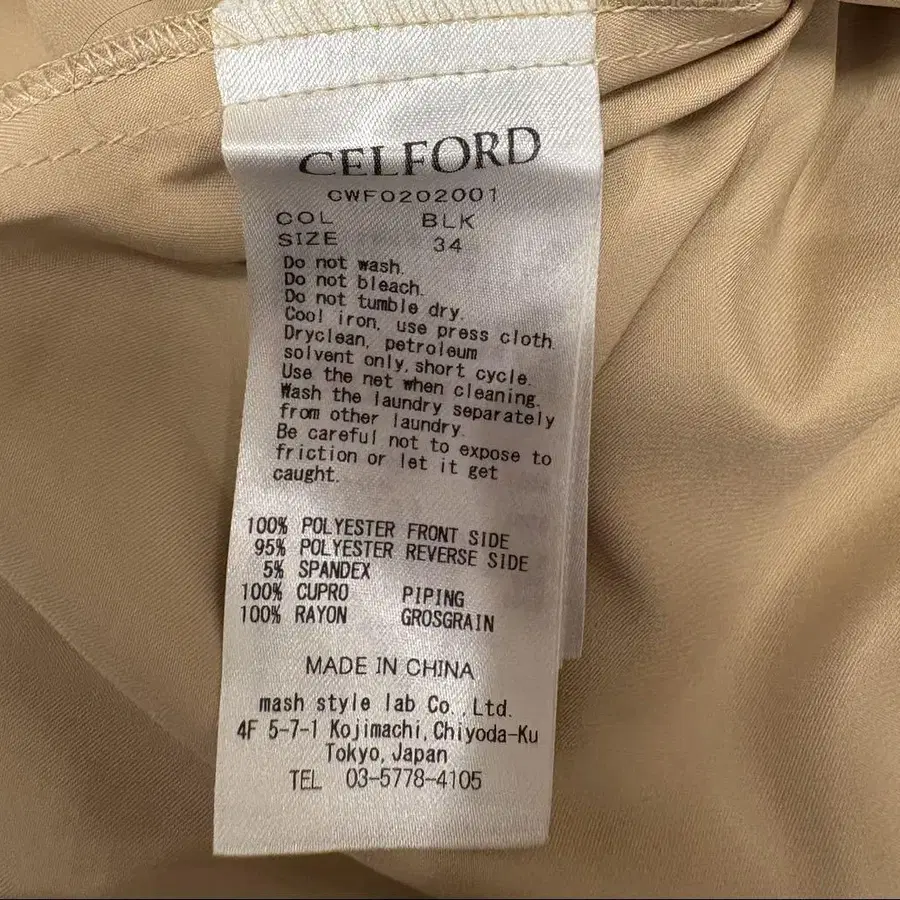 CELFORD
CWF0202001
COL BLK
SIZE 34
Do not wash.
Do not bleach.
Do not tumble dry.
Cool iron, use press cloth.
Dryclean, petroleum
solvent only, short cycle.
Use the net when cleaning.
Wash the laundry separately
from other laundry.
Be careful not to expose to
friction or let it get
caught.
100% POLYESTER FRONT SIDE
95% POLYESTER REVERSE SIDE
5% SPANDEX
100% CUPRO PIPING
100% RAYON GROSGRAIN
MADE IN CHINA
mash style lab Co.,Ltd.
4F 5-7-1 Kojimachi,Chiyoda-Ku
Tokyo,Japan
TEL 03-5778-4105